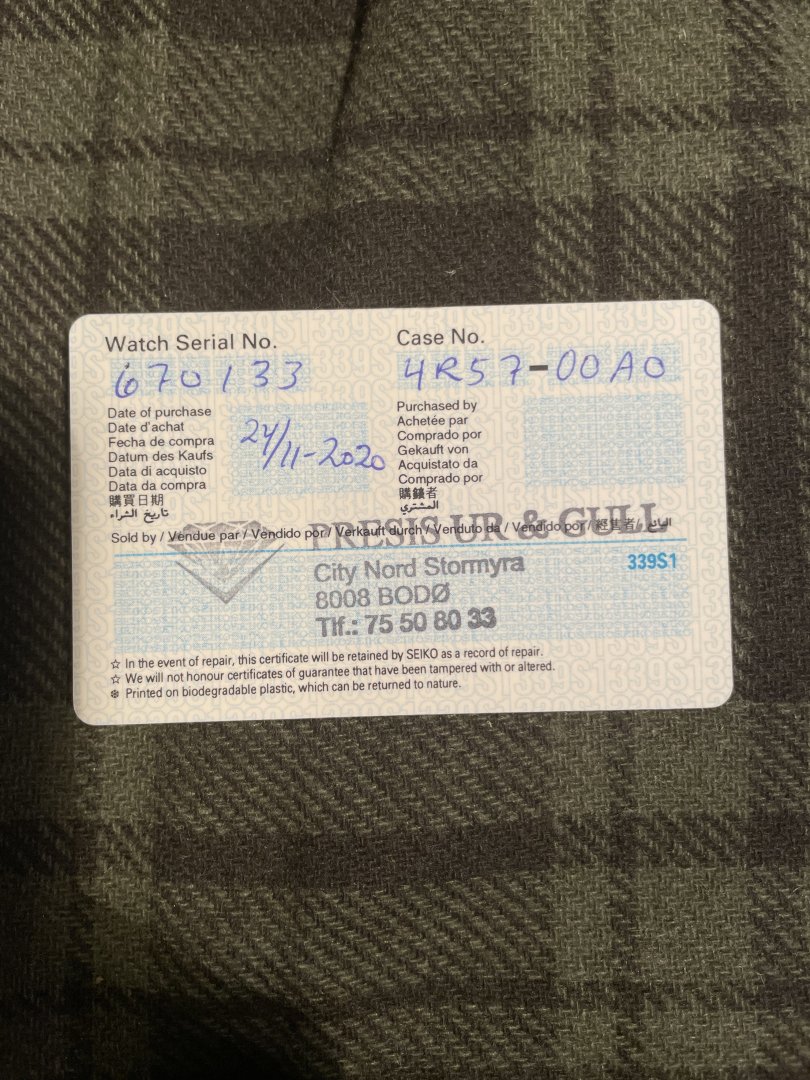 Watch Serial No.
670133
Case No.
4R57-00A0
Date of purchase
Date d'achat
Fecha de compra
Datum des Kaufs
Data di acquisto
Data da compra
購買日期
تاريخ الشراء
24/11-2020
Purchased by
Achetée par
Comprado por
Gekauft von
Acquistato da
Comprado por
購錶者
المشتري
Sold by / Vendue par / Vendido por / Verkauft durch / Venduto da / Vendido por / 經售者 / البائع
PRESIS UR & GULL
City Nord Stormyra
8008 BODØ
Tlf.: 75 50 80 33
339S1
☆ In the event of repair, this certificate will be retained by SEIKO as a record of repair.
☆ We will not honour certificates of guarantee that have been tampered with or altered.
❄ Printed on biodegradable plastic, which can be returned to nature.